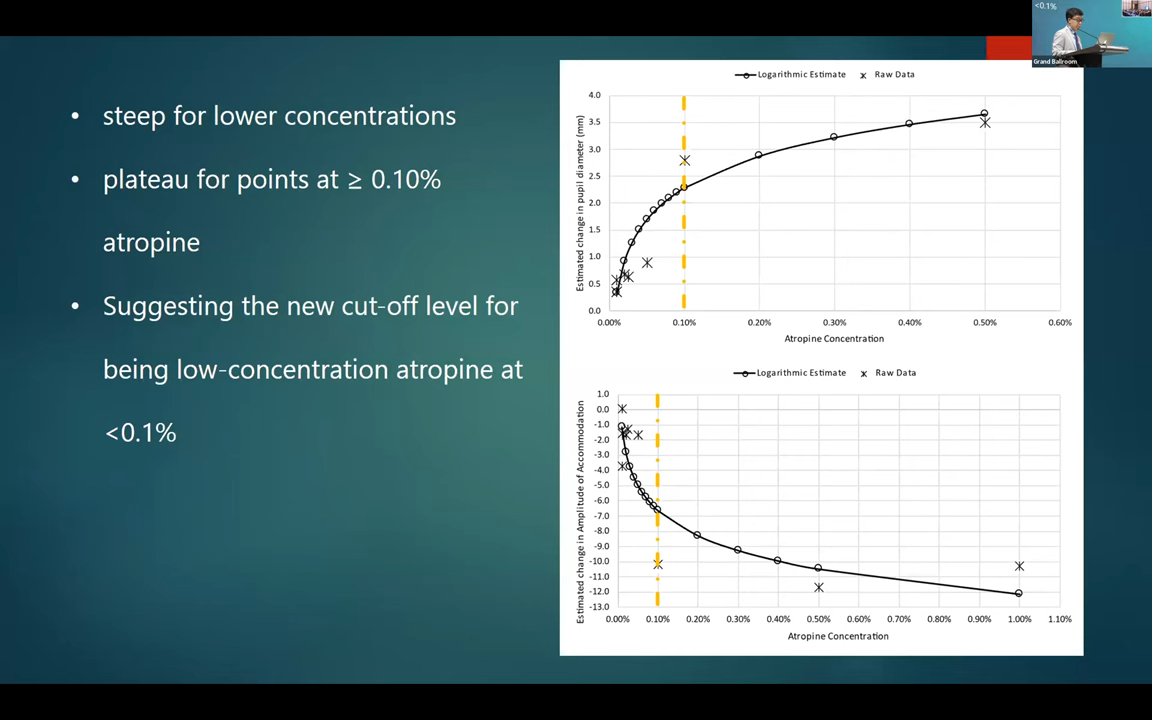 <0.1%
Grand Ballroom
• steep for lower concentrations
• plateau for points at ≥ 0.10%
atropine
• Suggesting the new cut-off level for
being low-concentration atropine at
<0.1%
Logarithmic Estimate Raw Data
Estimated change in pupil diameter (mm)
4.0
3.5
3.0
2.5
2.0
1.5
1.0
0.5
0.0
0.00% 0.10% 0.20% 0.30% 0.40% 0.50% 0.60%
Atropine Concentration
Logarithmic Estimate Raw Data
Estimated change in Amplitude of Accommodation
1.0
0.0
-1.0
-2.0
-3.0
-4.0
-5.0
-6.0
-7.0
-8.0
-9.0
-10.0
-11.0
-12.0
-13.0
0.00% 0.10% 0.20% 0.30% 0.40% 0.50% 0.60% 0.70% 0.80% 0.90% 1.00% 1.10%
Atropine Concentration